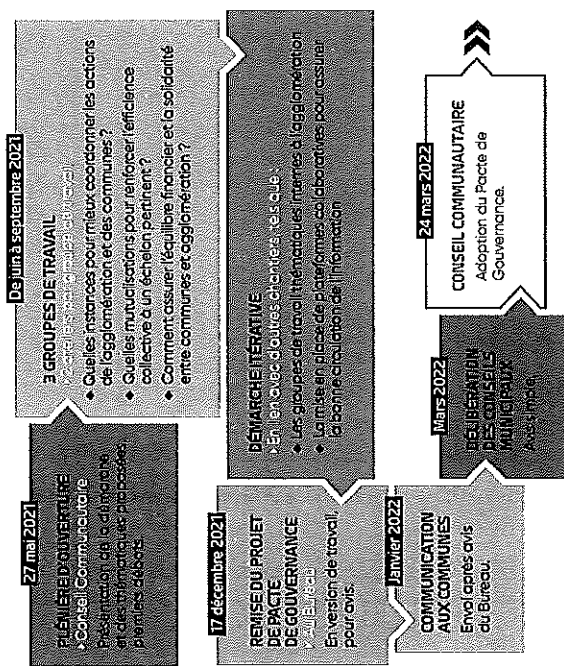 27 mai 2021
PLÉNIÈRE D'OUVERTURE
> Conseil Communautaire
Présentation de la démarche
et des thématiques proposées,
premiers débats.
De juin à septembre 2021
3 GROUPES DE TRAVAIL
◆ Quelles instances pour mieux coordonner les actions
de l'agglomération et des communes ?
◆ Quelles mutualisations pour renforcer l'efficience
collective à un échelon pertinent ?
◆ Comment assurer l'équilibre financier et la solidarité
entre communes et agglomération ?
DÉMARCHE ITÉRATIVE
> En lien avec d'autres chantiers, tels que :
◆ Les groupes de travail thématiques internes à l'agglomération
◆ La mise en place de plateformes collaboratives pour assurer
la bonne circulation de l'information
17 décembre 2021
REMISE DU PROJET
DE PACTE
DE GOUVERNANCE
En version de travail,
pour avis.
Janvier 2022
COMMUNICATION
AUX COMMUNES
Envoi après avis
du Bureau.
Mars 2022
DÉLIBÉRATION
DES CONSEILS
MUNICIPAUX
Avis simple.
24 mars 2022
CONSEIL COMMUNAUTAIRE
Adoption du Pacte de
Gouvernance.